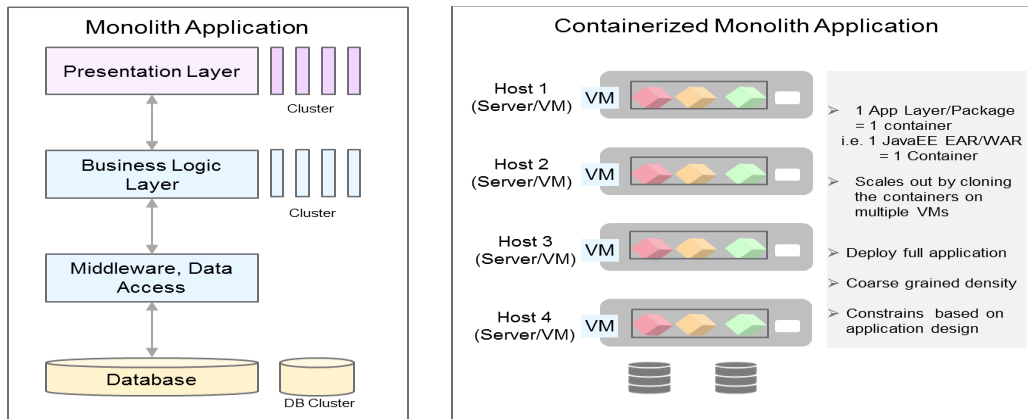 Monolith Application
Presentation Layer
Cluster
Business Logic
Layer
Cluster
Middleware, Data
Access
Database
DB Cluster
Containerized Monolith Application
Host 1
(Server/VM)
VM
Host 2
(Server/VM)
VM
Host 3
(Server/VM)
VM
Host 4
(Server/VM)
VM
➢ 1 App Layer/Package
= 1 container
i.e. 1 JavaEE EAR/WAR
= 1 Container
➢ Scales out by cloning
the containers on
multiple VMs
➢ Deploy full application
➢ Coarse grained density
➢ Constrains based on
application design